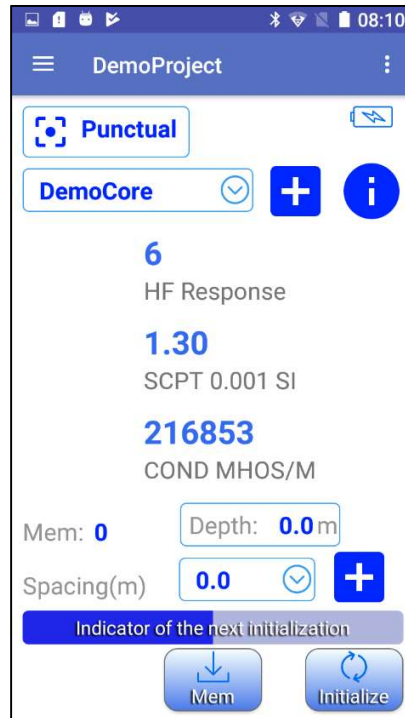 08:10
DemoProject
Punctual
DemoCore
6
HF Response
1.30
SCPT 0.001 SI
216853
COND MHOS/M
Mem: 0
Depth: 0.0 m
Spacing(m) 0.0
Indicator of the next initialization
Mem
Initialize